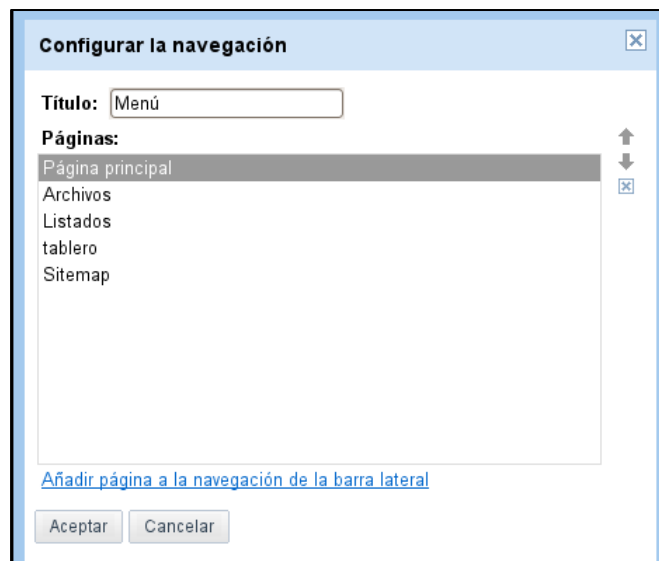 Configurar la navegación
Título: Menú
Páginas:
Página principal
Archivos
Listados
tablero
Sitemap
Añadir página a la navegación de la barra lateral
Aceptar Cancelar